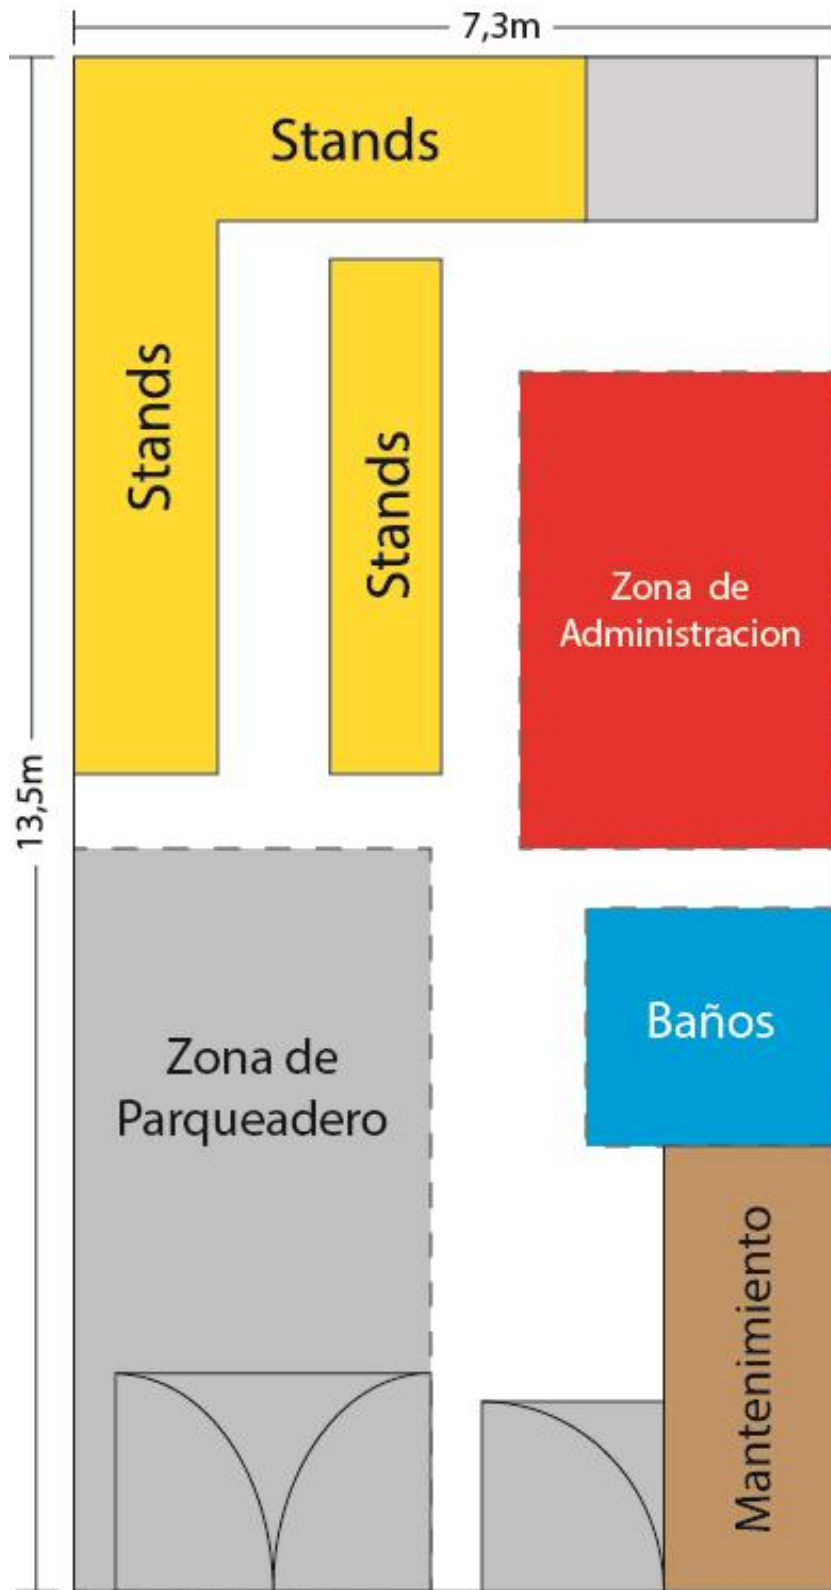 7,3m
Stands
Stands
Stands
Zona de
Administracion
13,5m
Baños
Zona de
Parqueadero
Mantenimiento